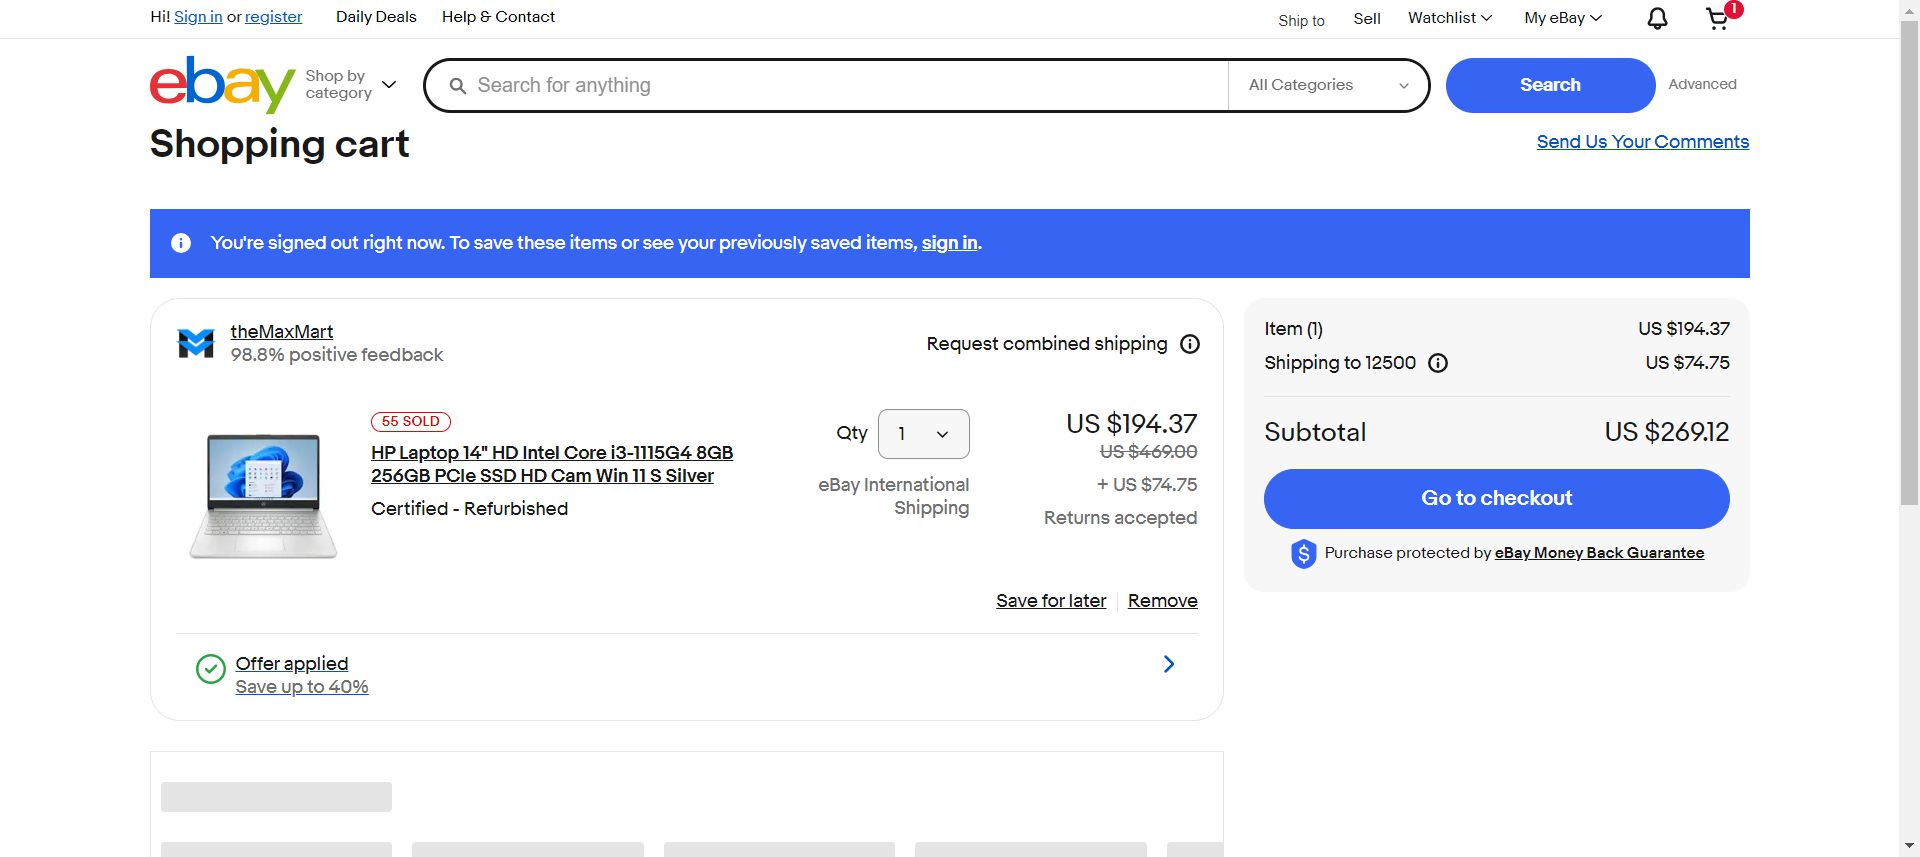 Hi! Sign in or register
Daily Deals
Help & Contact
Ship to
Sell
Watchlist
My eBay
1
ebay
Shop by
category
Search for anything
All Categories
Search
Advanced
Shopping cart
Send Us Your Comments
You're signed out right now. To save these items or see your previously saved items, sign in.
theMaxMart
98.8% positive feedback
Request combined shipping
55 SOLD
HP Laptop 14" HD Intel Core i3-1115G4 8GB
256GB PCIe SSD HD Cam Win 11 S Silver
Certified - Refurbished
Qty
1
eBay International
Shipping
US $194.37
US $469.00
+ US $74.75
Returns accepted
Save for later
Remove
Offer applied
Save up to 40%
Item (1)
US $194.37
Shipping to 12500
US $74.75
Subtotal
US $269.12
Go to checkout
Purchase protected by eBay Money Back Guarantee